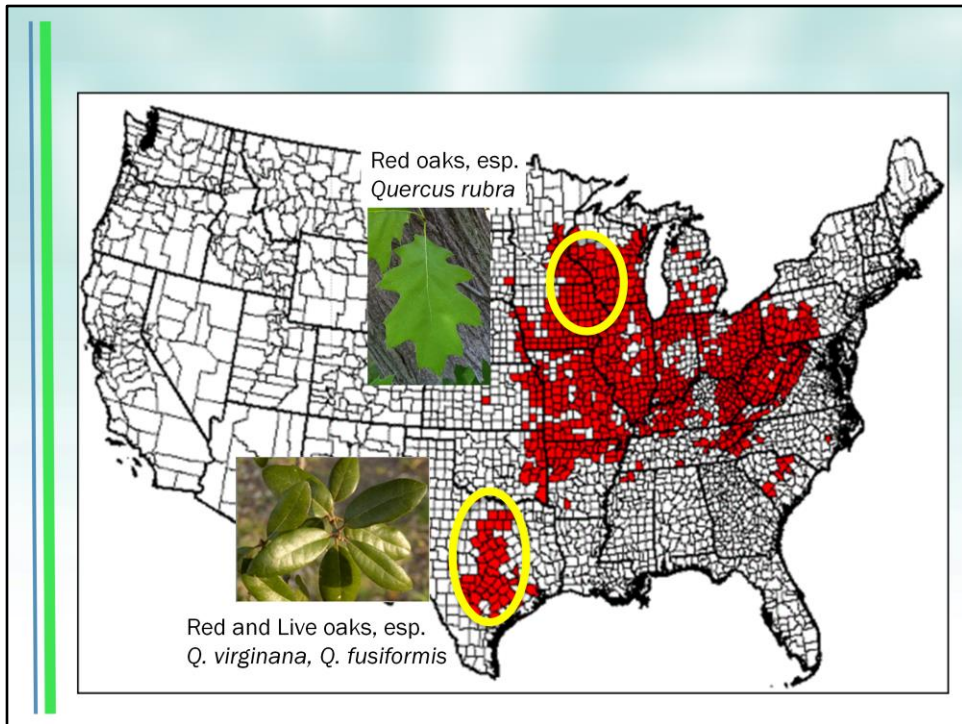 Red oaks, esp.
Quercus rubra
Red and Live oaks, esp.
Q. virginana, Q. fusiformis